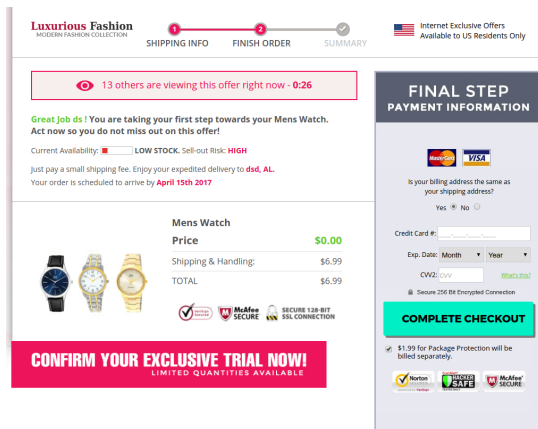 Luxurious Fashion
MODERN FASHION COLLECTION
1
2
SHIPPING INFO
FINISH ORDER
SUMMARY
Internet Exclusive Offers
Available to US Residents Only
13 others are viewing this offer right now - 0:26
Great Job ds ! You are taking your first step towards your Mens Watch.
Act now so you do not miss out on this offer!
Current Availability: LOW STOCK. Sell-out Risk: HIGH
Just pay a small shipping fee. Enjoy your expedited delivery to dsd, AL.
Your order is scheduled to arrive by April 15th 2017
Mens Watch
Price $0.00
Shipping & Handling: $6.99
TOTAL $6.99
VeriSign
Secured
McAfee
SECURE
SECURE 128-BIT
SSL CONNECTION
CONFIRM YOUR EXCLUSIVE TRIAL NOW!
LIMITED QUANTITIES AVAILABLE
FINAL STEP
PAYMENT INFORMATION
MasterCard
VISA
Is your billing address the same as
your shipping address?
Yes No
Credit Card #: ____-____-____-____
Exp. Date: Month Year
CVV2: CVV What's this?
Secure 256 Bit Encrypted Connection
COMPLETE CHECKOUT
$1.99 for Package Protection will be
billed separately.
Norton
SECURED
HACKER
SAFE
McAfee
SECURE